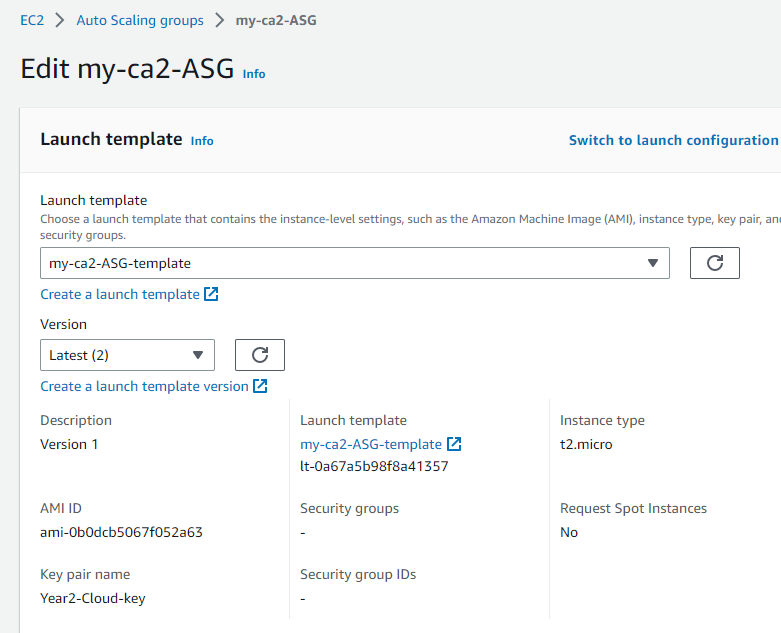 EC2 > Auto Scaling groups > my-ca2-ASG
Edit my-ca2-ASG Info
Launch template Info
Switch to launch configuration
Launch template
Choose a launch template that contains the instance-level settings, such as the Amazon Machine Image (AMI), instance type, key pair, and
security groups.
my-ca2-ASG-template
Create a launch template
Version
Latest (2)
Create a launch template version
Description
Version 1
Launch template
my-ca2-ASG-template
lt-0a67a5b98f8a41357
Instance type
t2.micro
AMI ID
ami-0b0dcb5067f052a63
Security groups
-
Request Spot Instances
No
Key pair name
Year2-Cloud-key
Security group IDs
-